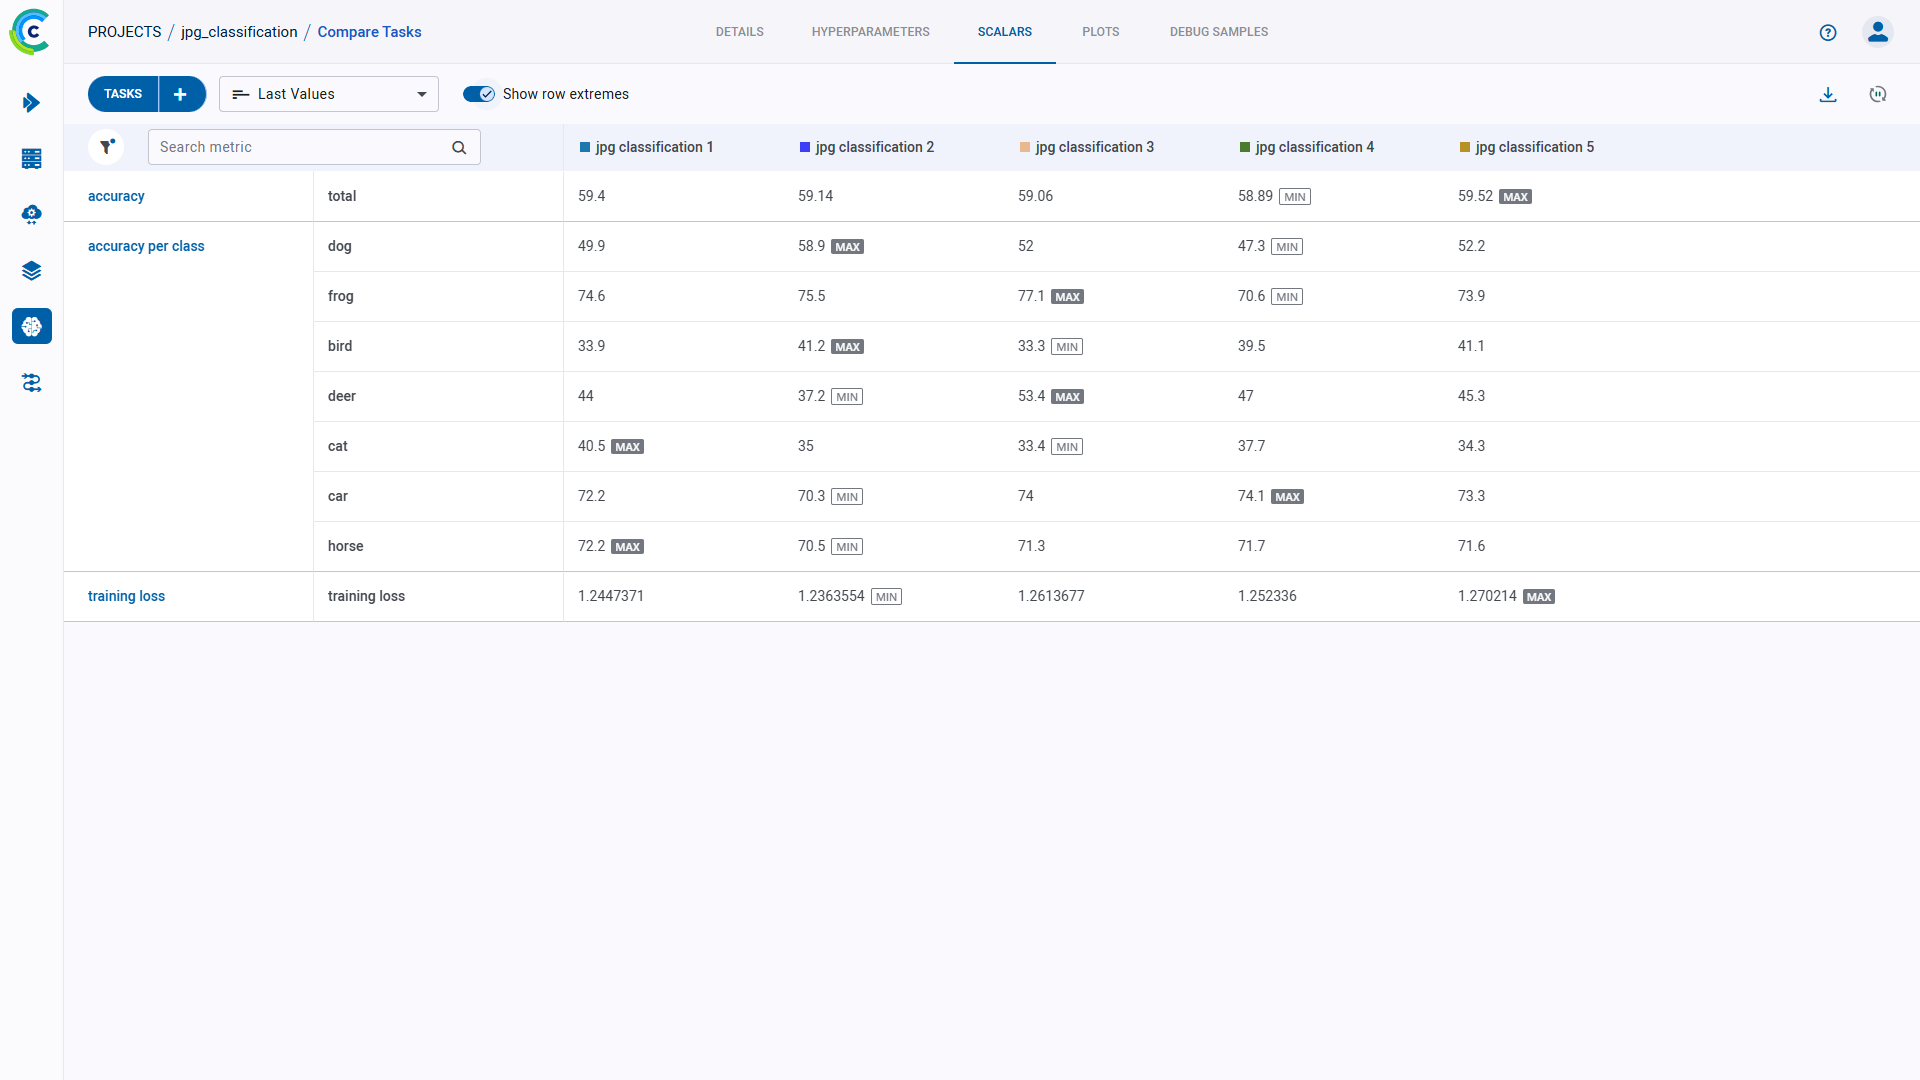 PROJECTS / jpg_classification / Compare Tasks
DETAILS HYPERPARAMETERS SCALARS PLOTS DEBUG SAMPLES
TASKS + Last Values Show row extremes
Search metric jpg classification 1 jpg classification 2 jpg classification 3 jpg classification 4 jpg classification 5
accuracy total 59.4 59.14 59.06 58.89 MIN 59.52 MAX
accuracy per class dog 49.9 58.9 MAX 52 47.3 MIN 52.2
frog 74.6 75.5 77.1 MAX 70.6 MIN 73.9
bird 33.9 41.2 MAX 33.3 MIN 39.5 41.1
deer 44 37.2 MIN 53.4 MAX 47 45.3
cat 40.5 MAX 35 33.4 MIN 37.7 34.3
car 72.2 70.3 MIN 74 74.1 MAX 73.3
horse 72.2 MAX 70.5 MIN 71.3 71.7 71.6
training loss training loss 1.2447371 1.2363554 MIN 1.2613677 1.252336 1.270214 MAX